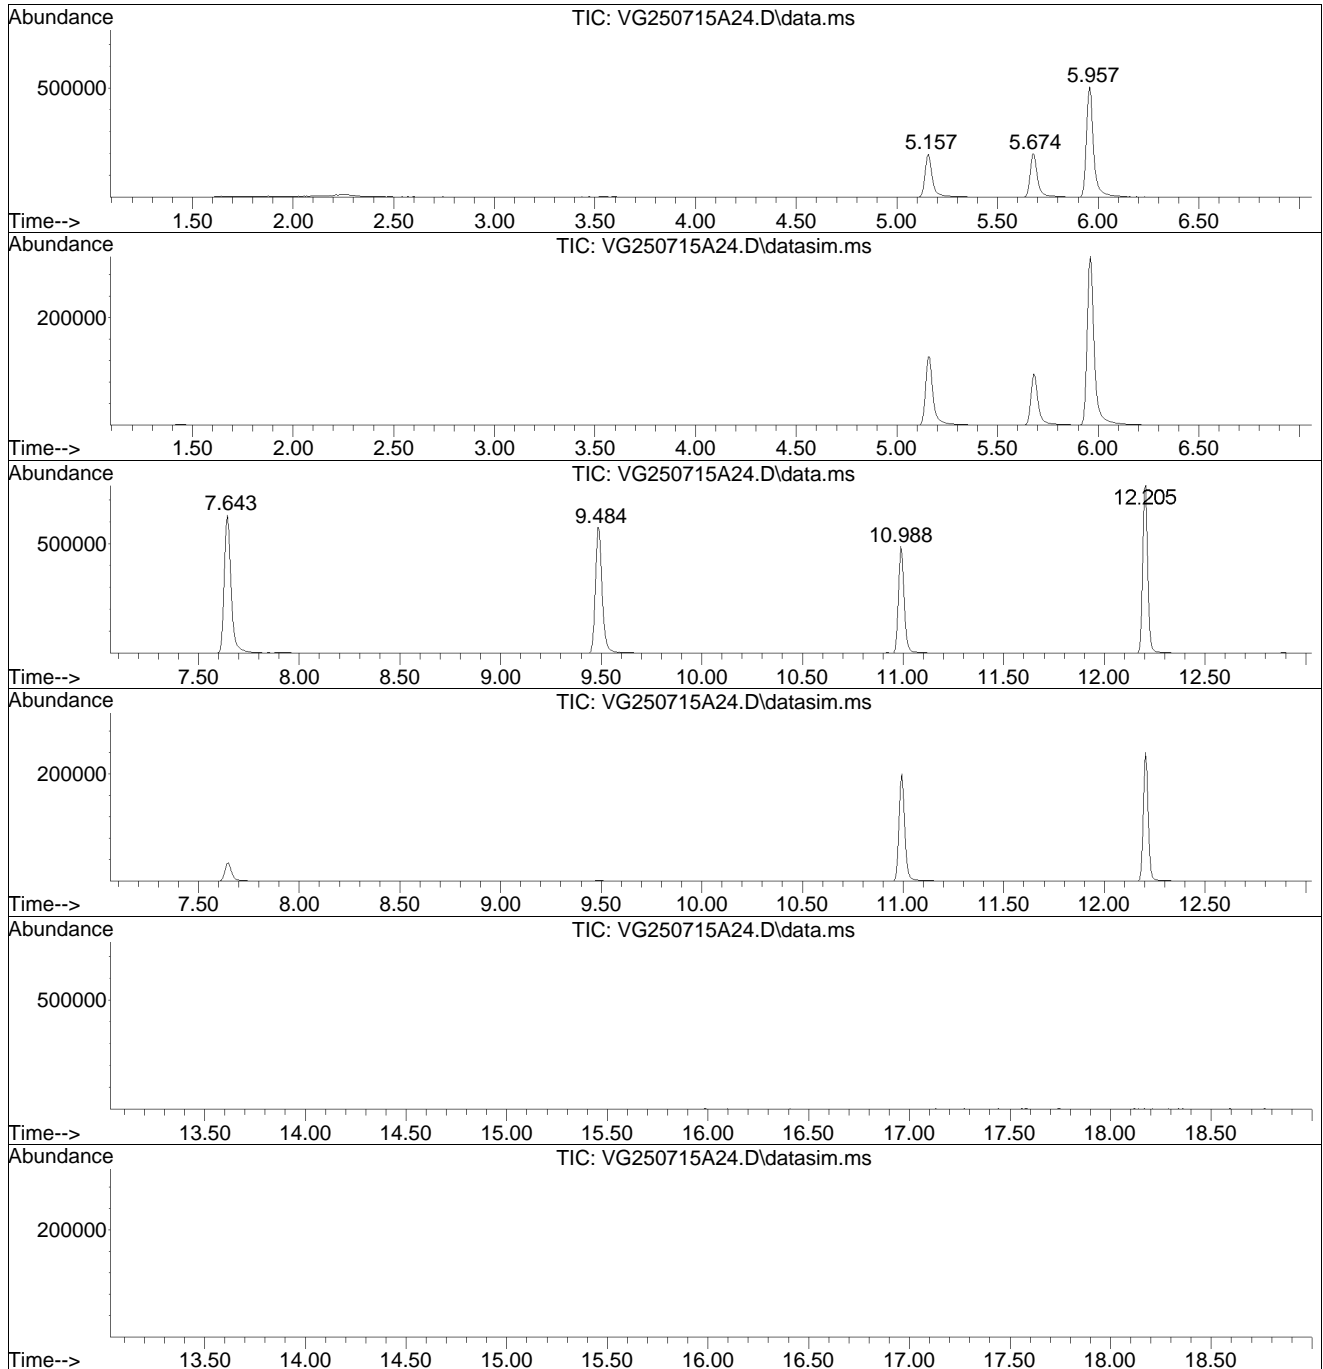 Abundance TIC: VG250715A24.D\data.ms
5.957
500000
5.157 5.674
Time--> 1.50 2.00 2.50 3.00 3.50 4.00 4.50 5.00 5.50 6.00 6.50
Abundance TIC: VG250715A24.D\datasim.ms
200000
Time--> 1.50 2.00 2.50 3.00 3.50 4.00 4.50 5.00 5.50 6.00 6.50
Abundance TIC: VG250715A24.D\data.ms
7.643 9.484 10.988 12.205
500000
Time--> 7.50 8.00 8.50 9.00 9.50 10.00 10.50 11.00 11.50 12.00 12.50
Abundance TIC: VG250715A24.D\datasim.ms
200000
Time--> 7.50 8.00 8.50 9.00 9.50 10.00 10.50 11.00 11.50 12.00 12.50
Abundance TIC: VG250715A24.D\data.ms
500000
Time--> 13.50 14.00 14.50 15.00 15.50 16.00 16.50 17.00 17.50 18.00 18.50
Abundance TIC: VG250715A24.D\datasim.ms
200000
Time--> 13.50 14.00 14.50 15.00 15.50 16.00 16.50 17.00 17.50 18.00 18.50